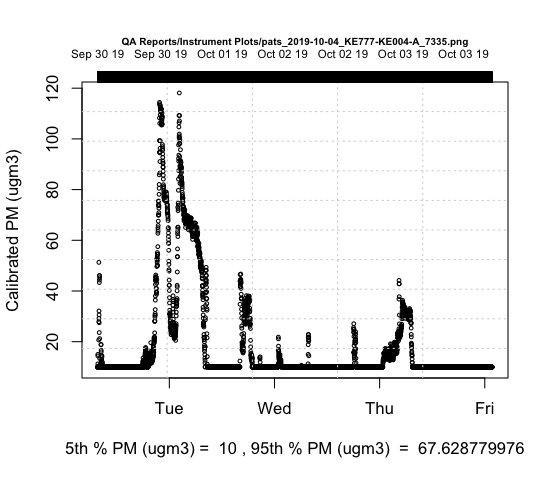 QA Reports/Instrument Plots/pats_2019-10-04_KE777-KE004-A_7335.png
Sep 30 19 Sep 30 19 Oct 01 19 Oct 02 19 Oct 02 19 Oct 03 19 Oct 03 19
Calibrated PM (ugm3)
120
100
80
60
40
20
Tue Wed Thu Fri
5th % PM (ugm3) = 10 , 95th % PM (ugm3) = 67.628779976